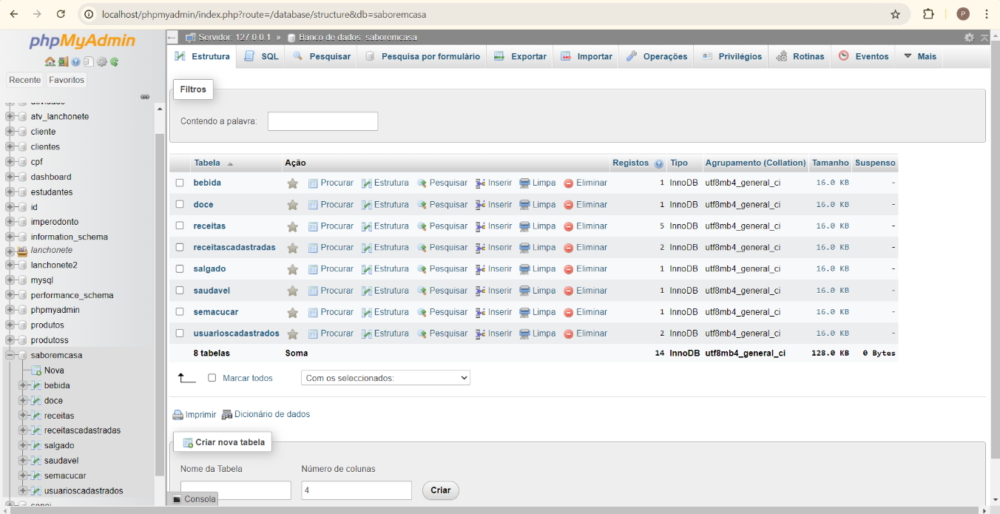 localhost/phpmyadmin/index.php?route=/database/structure&db=saboremcasa
P
phpMyAdmin
Recente Favoritos
atividade
atv_lanchonete
cliente
clientes
cpf
dashboard
estudantes
id
imperodonto
information_schema
lanchonete
lanchonete2
mysql
performance_schema
phpmyadmin
produtos
produtoss
saboremcasa
Nova
bebida
doce
receitas
receitascadastradas
salgado
saudavel
semacucar
usuarioscadastrados
Servidor: 127.0.0.1 » Banco de dados: saboremcasa
Estrutura SQL Pesquisar Pesquisa por formulário Exportar Importar Operações Privilégios Rotinas Eventos Mais
Filtros
Contendo a palavra:
Tabela Ação Registos Tipo Agrupamento (Collation) Tamanho Suspenso
bebida Procurar Estrutura Pesquisar Inserir Limpa Eliminar 1 InnoDB utf8mb4_general_ci 16.0 KB -
doce Procurar Estrutura Pesquisar Inserir Limpa Eliminar 1 InnoDB utf8mb4_general_ci 16.0 KB -
receitas Procurar Estrutura Pesquisar Inserir Limpa Eliminar 5 InnoDB utf8mb4_general_ci 16.0 KB -
receitascadastradas Procurar Estrutura Pesquisar Inserir Limpa Eliminar 2 InnoDB utf8mb4_general_ci 16.0 KB -
salgado Procurar Estrutura Pesquisar Inserir Limpa Eliminar 1 InnoDB utf8mb4_general_ci 16.0 KB -
saudavel Procurar Estrutura Pesquisar Inserir Limpa Eliminar 1 InnoDB utf8mb4_general_ci 16.0 KB -
semacucar Procurar Estrutura Pesquisar Inserir Limpa Eliminar 1 InnoDB utf8mb4_general_ci 16.0 KB -
usuarioscadastrados Procurar Estrutura Pesquisar Inserir Limpa Eliminar 2 InnoDB utf8mb4_general_ci 16.0 KB -
8 tabelas Soma 14 InnoDB utf8mb4_general_ci 128.0 KB 0 Bytes
Marcar todos Com os seleccionados:
Imprimir Dicionário de dados
Criar nova tabela
Nome da Tabela Número de colunas
4 Criar
Consola